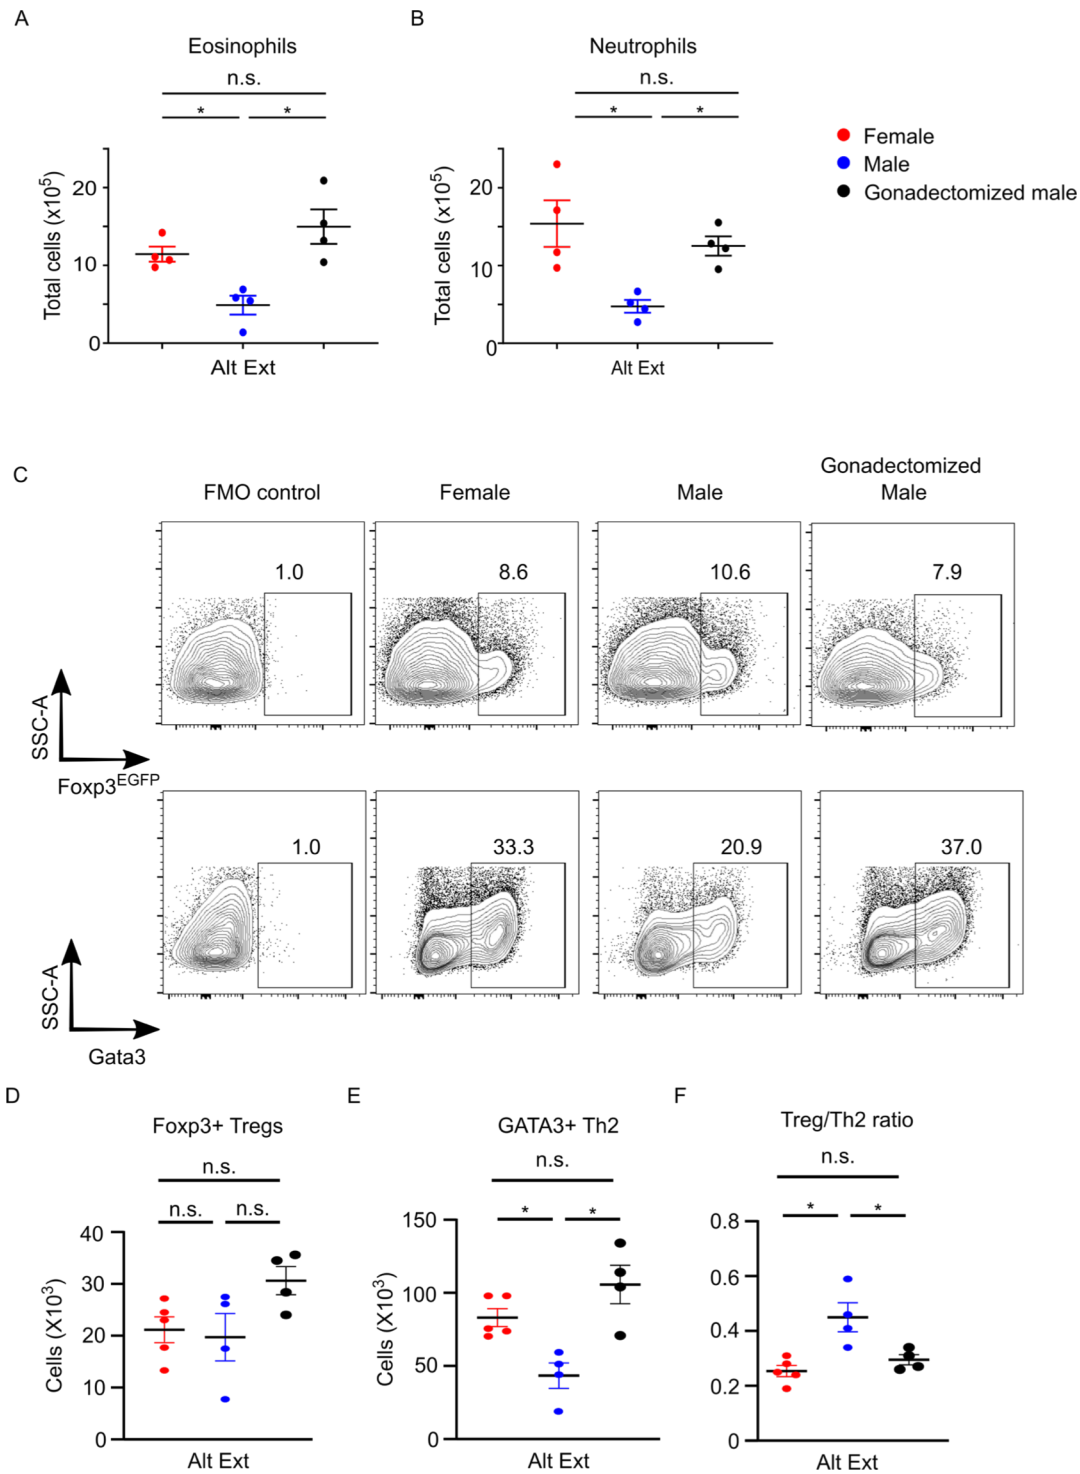 A
Eosinophils
n.s.
* *
Total cells (x10⁵)
20
10
0
Alt Ext
B
Neutrophils
n.s.
* *
Total cells (x10⁵)
20
10
0
Alt Ext
Female
Male
Gonadectomized male
C
FMO control
Female
Male
Gonadectomized
Male
1.0
8.6
10.6
7.9
SSC-A
Foxp3ᴱᴳᶠᴾ
1.0
33.3
20.9
37.0
SSC-A
Gata3
D
Foxp3+ Tregs
n.s.
n.s. n.s.
Cells (X10³)
40
30
20
10
0
Alt Ext
E
GATA3+ Th2
n.s.
* *
Cells (X10³)
150
100
50
0
Alt Ext
F
Treg/Th2 ratio
n.s.
* *
0.8
0.6
0.4
0.2
0
Alt Ext